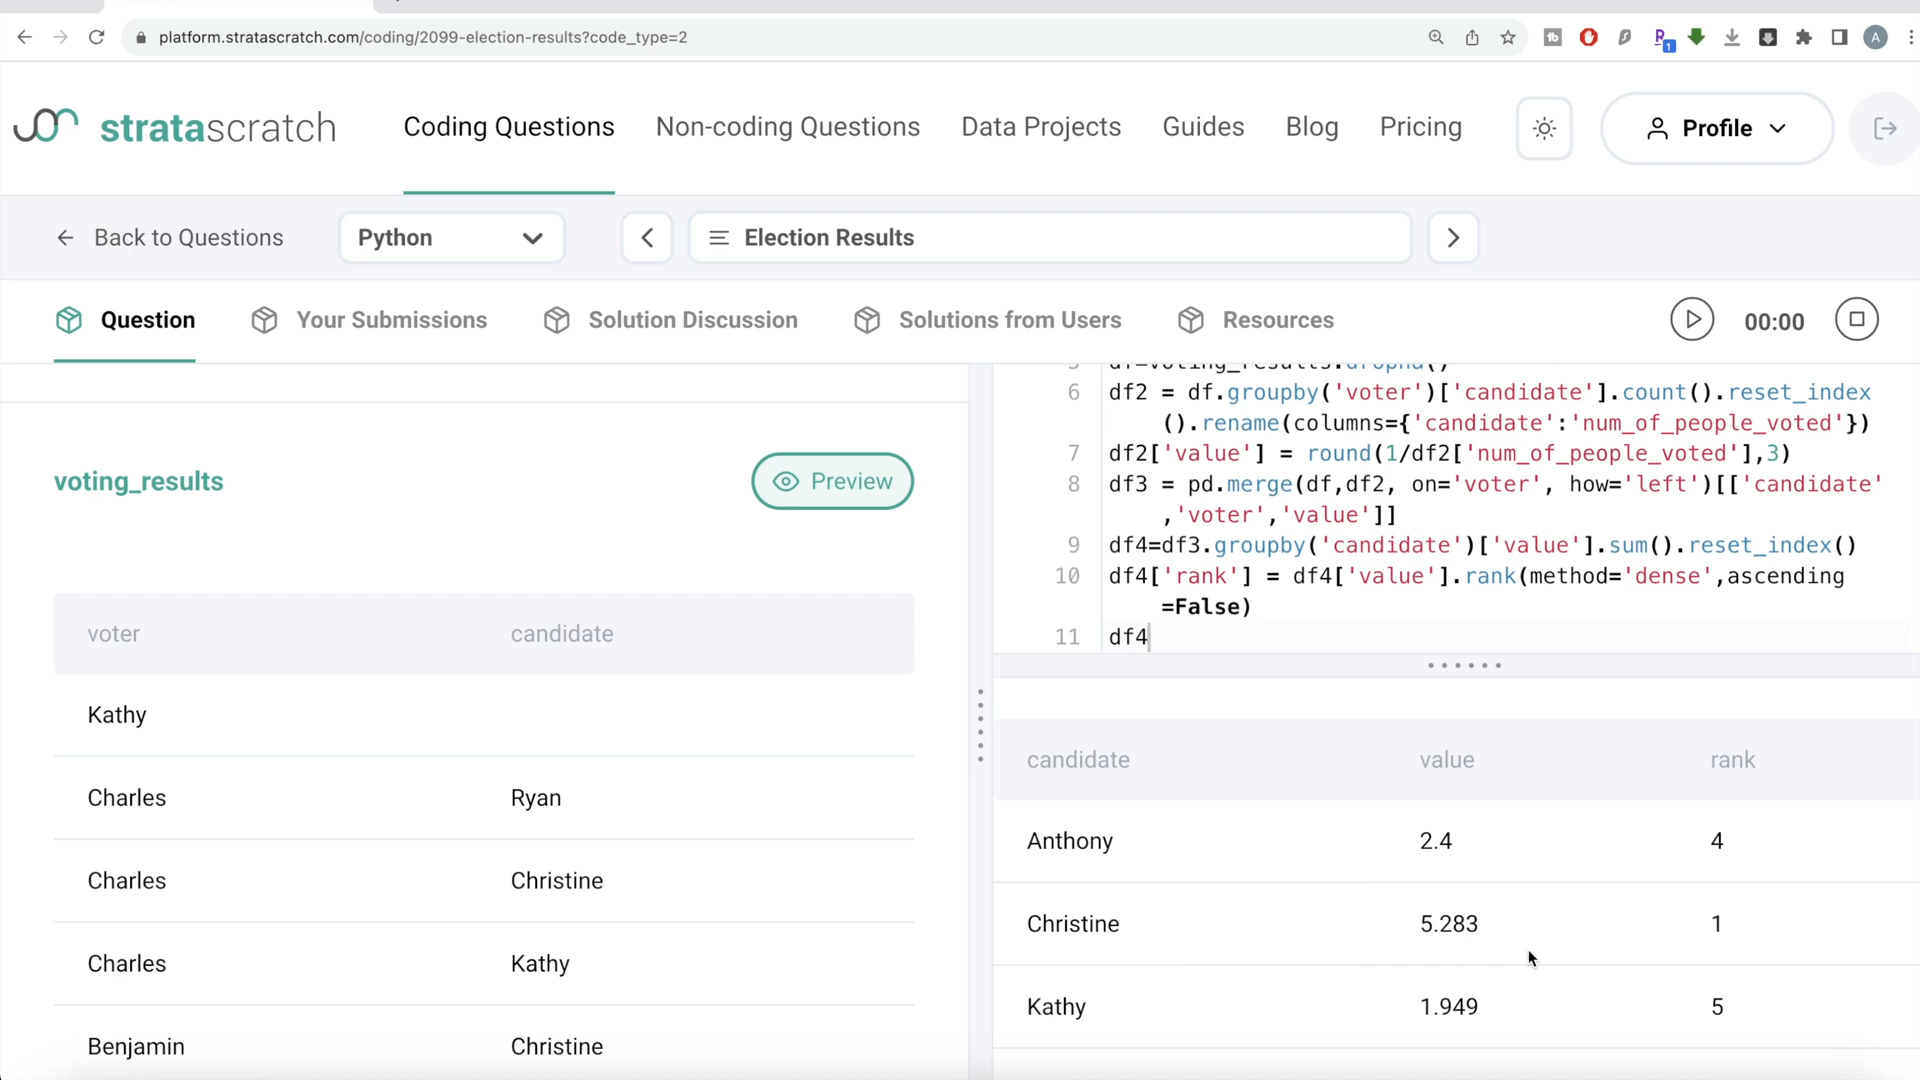 platform.stratascratch.com/coding/2099-election-results?code_type=2
1
A
stratascratch
Coding Questions
Non-coding Questions
Data Projects
Guides
Blog
Pricing
Profile
Back to Questions
Python
Election Results
Question
Your Submissions
Solution Discussion
Solutions from Users
Resources
00:00
voting_results
Preview
voter candidate
Kathy
Charles Ryan
Charles Christine
Charles Kathy
Benjamin Christine
5 df=voting_results.dropna()
6 df2 = df.groupby('voter')['candidate'].count().reset_index
().rename(columns={'candidate':'num_of_people_voted'})
7 df2['value'] = round(1/df2['num_of_people_voted'],3)
8 df3 = pd.merge(df,df2, on='voter', how='left')[['candidate'
,'voter','value']]
9 df4=df3.groupby('candidate')['value'].sum().reset_index()
10 df4['rank'] = df4['value'].rank(method='dense',ascending
=False)
11 df4
candidate value rank
Anthony 2.4 4
Christine 5.283 1
Kathy 1.949 5